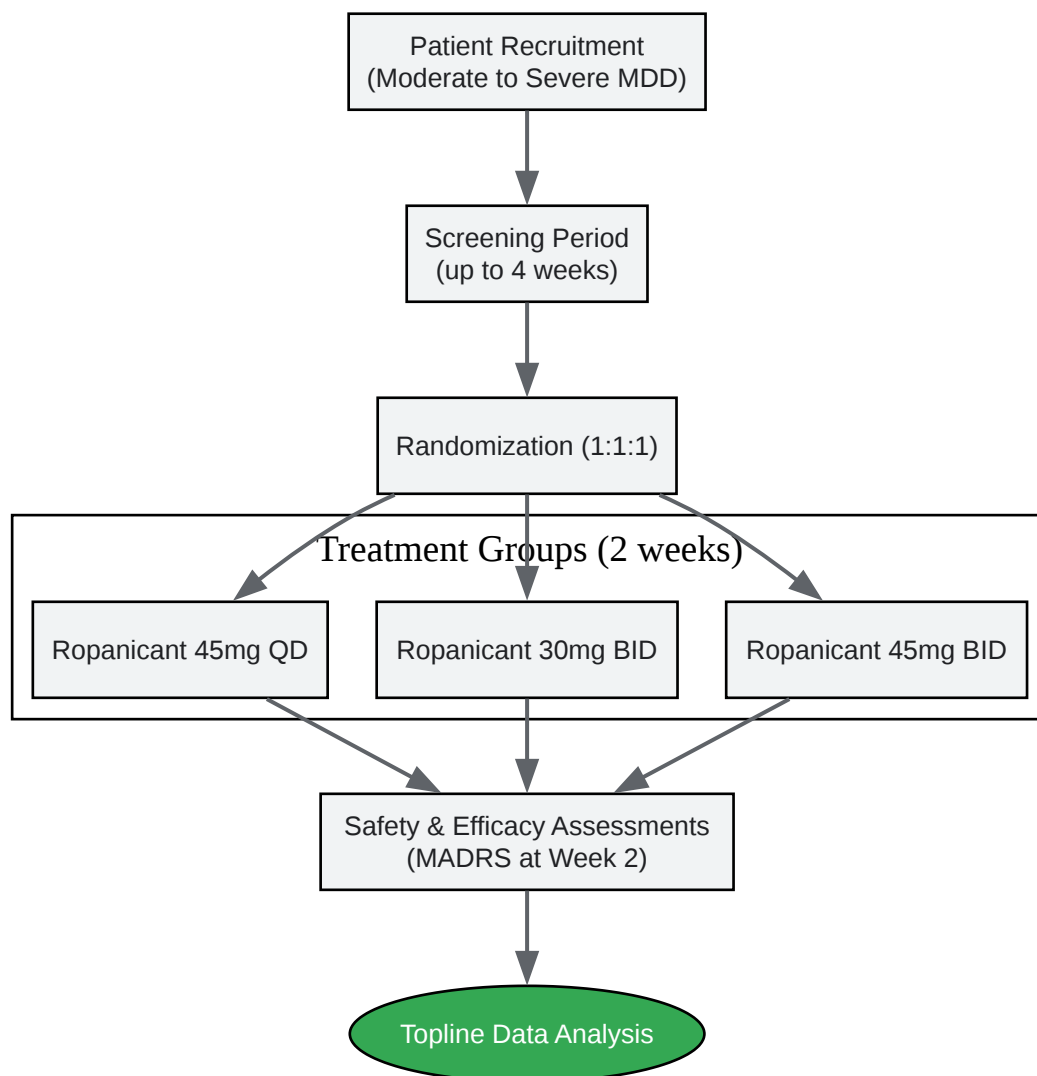 Patient Recruitment
(Moderate to Severe MDD)
Screening Period
(up to 4 weeks)
Randomization (1:1:1)
Treatment Groups (2 weeks)
Ropanicant 45mg QD
Ropanicant 30mg BID
Ropanicant 45mg BID
Safety & Efficacy Assessments
(MADRS at Week 2)
Topline Data Analysis